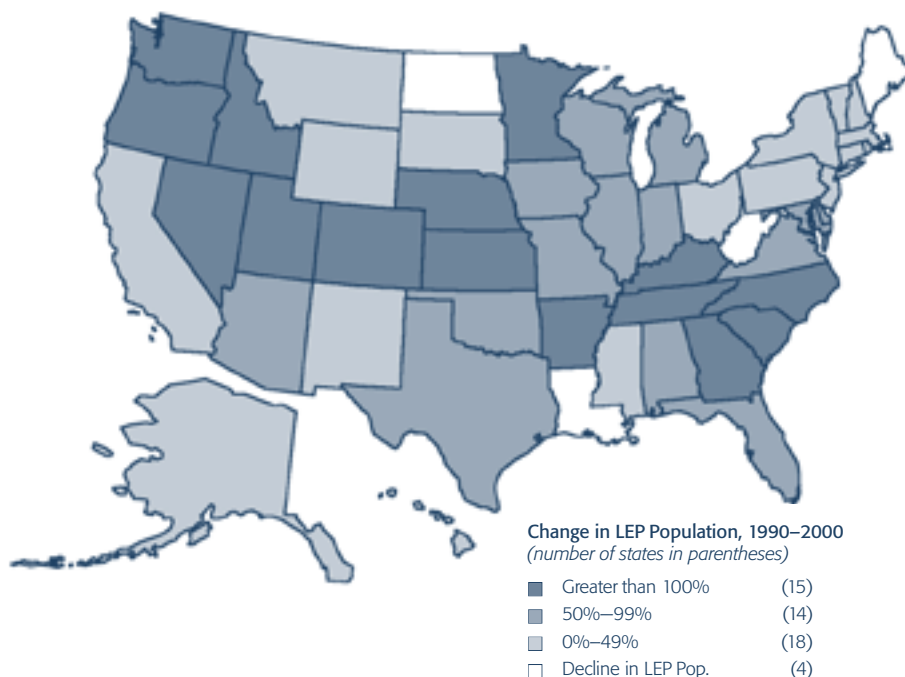 Change in LEP Population, 1990–2000
(number of states in parentheses)
Greater than 100% (15)
50%–99% (14)
0%–49% (18)
Decline in LEP Pop. (4)